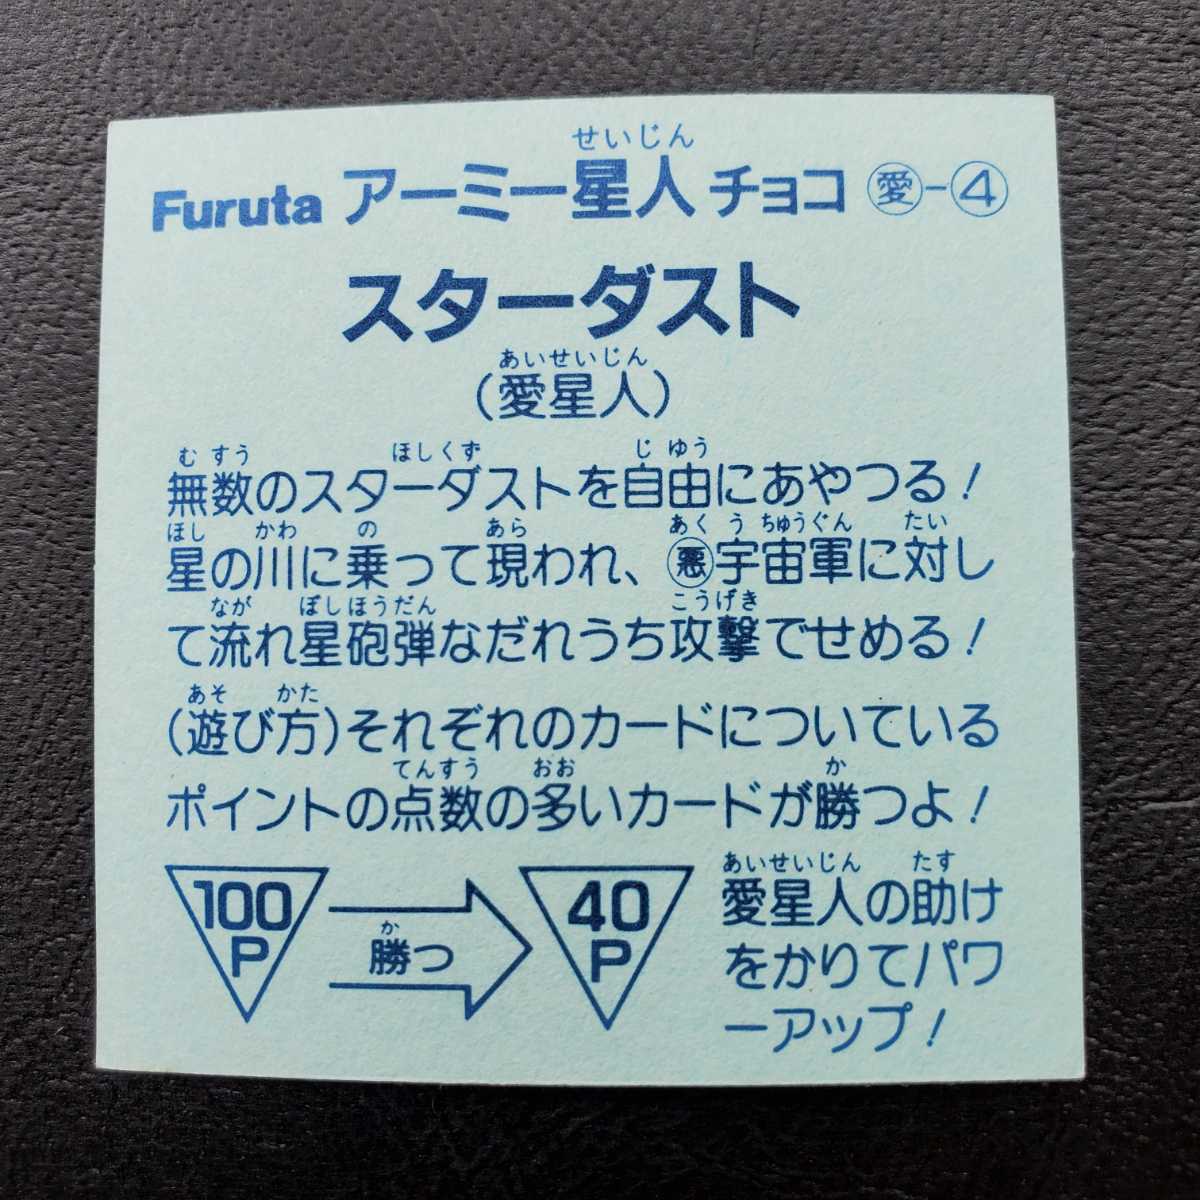 せいじん
Furuta アーミー星人チョコ 愛-④
スターダスト
あいせいじん
(愛星人)
むすう ほしくず じゆう
無数のスターダストを自由にあやつる!
ほし かわ の あら あく うちゅうぐん たい
星の川に乗って現われ、悪宇宙軍に対し
なが ぼしほうだん こうげき
て流れ星砲弾なだれうち攻撃でせめる!
あそ かた
(遊び方)それぞれのカードについている
てんすう おお か
ポイントの点数の多いカードが勝つよ!
100P
か
勝つ
40P
あいせいじん たす
愛星人の助け
をかりてパワ
ーアップ!